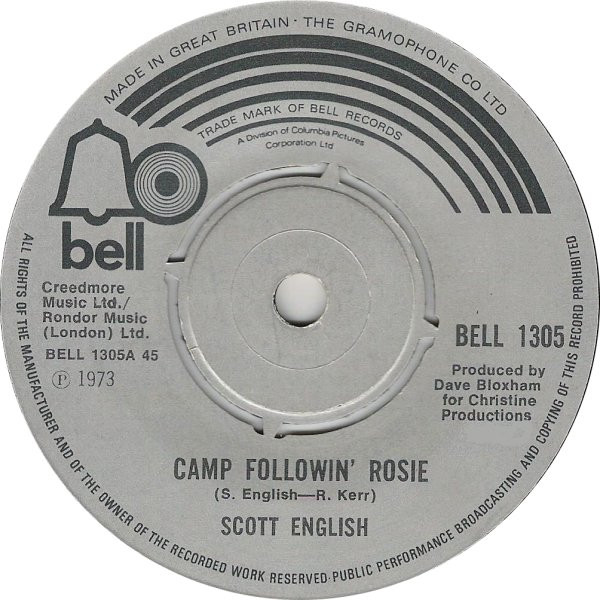 MADE IN GREAT BRITAIN · THE GRAMOPHONE CO LTD
TRADE MARK OF BELL RECORDS
A Division of Columbia Pictures
Corporation Ltd
bell
Creedmore
Music Ltd./
Rondor Music
(London) Ltd.
BELL 1305A 45
Ⓟ 1973
BELL 1305
Produced by
Dave Bloxham
for Christine
Productions
CAMP FOLLOWIN' ROSIE
(S. English—R. Kerr)
SCOTT ENGLISH
ALL RIGHTS OF THE MANUFACTURER AND OF THE OWNER OF THE RECORDED WORK RESERVED · PUBLIC PERFORMANCE BROADCASTING AND COPYING OF THIS RECORD PROHIBITED